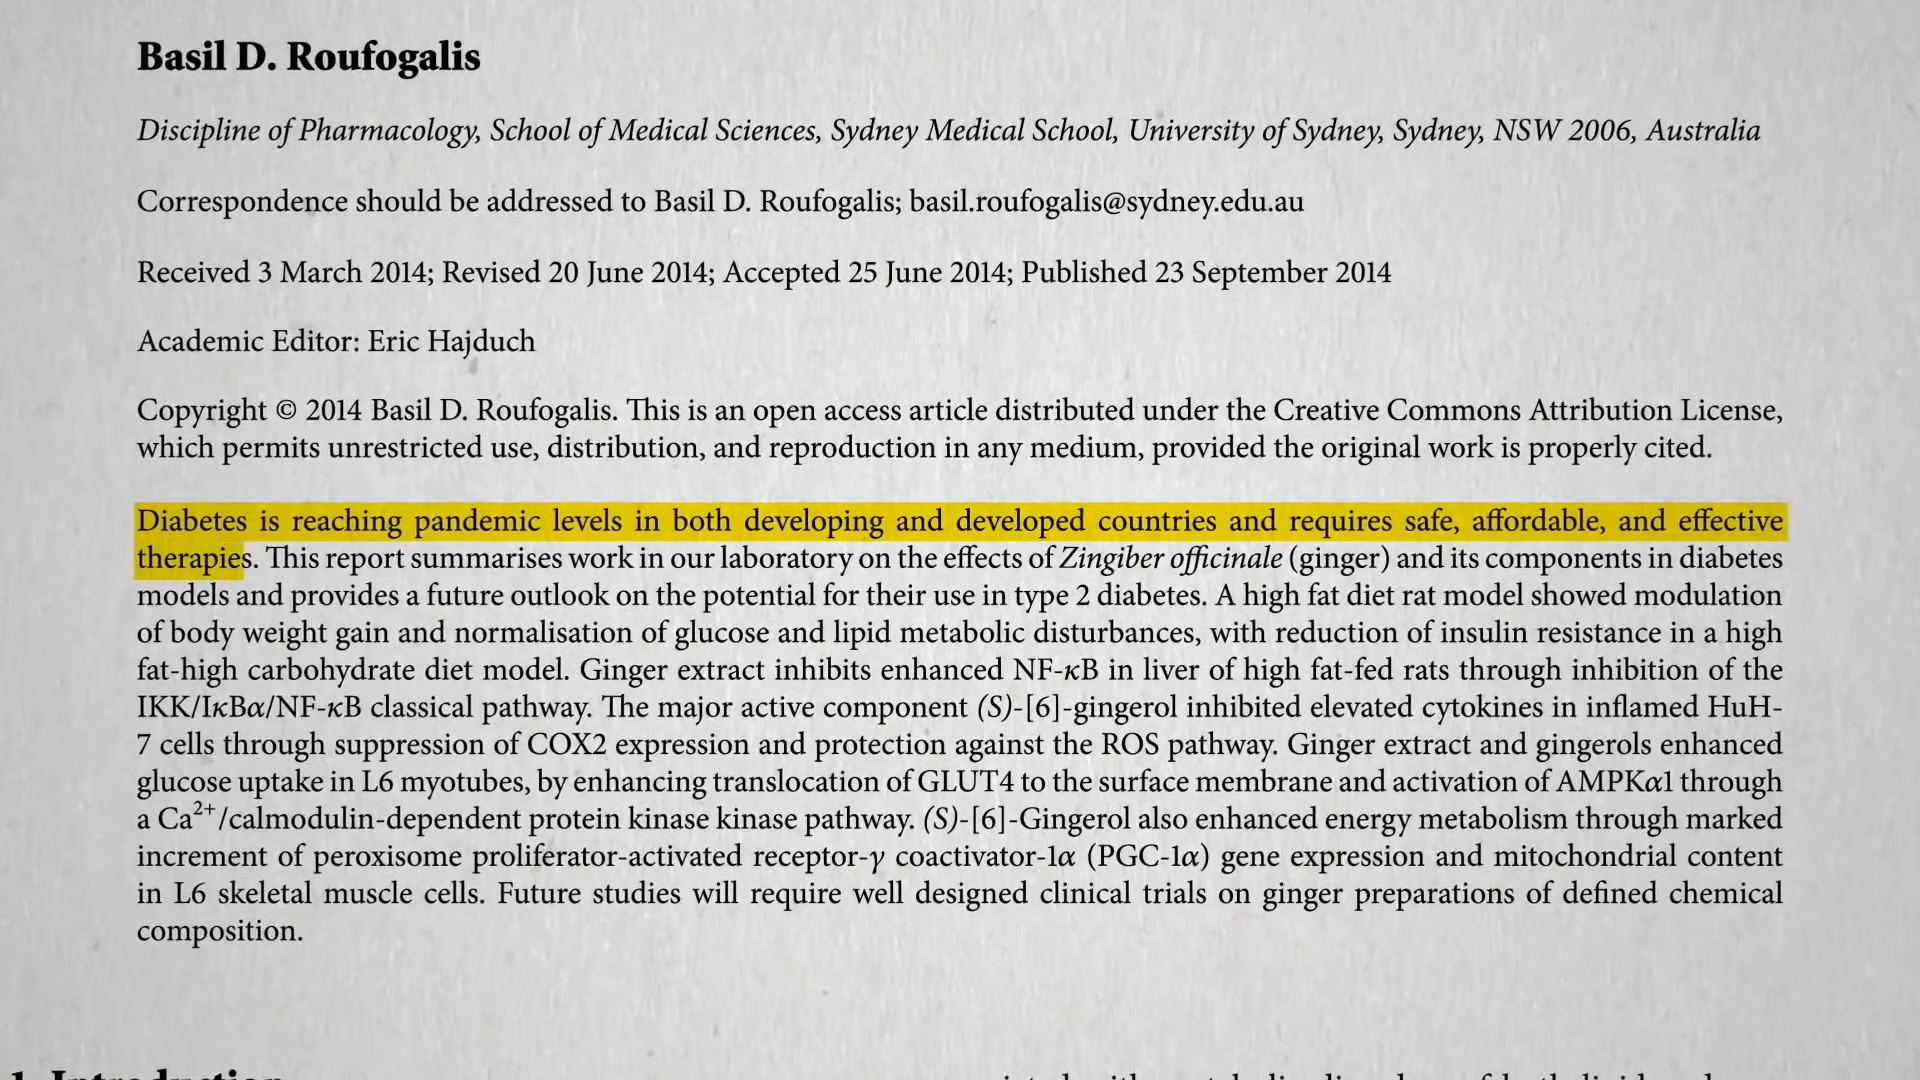 Basil D. Roufogalis
Discipline of Pharmacology, School of Medical Sciences, Sydney Medical School, University of Sydney, Sydney, NSW 2006, Australia
Correspondence should be addressed to Basil D. Roufogalis; basil.roufogalis@sydney.edu.au
Received 3 March 2014; Revised 20 June 2014; Accepted 25 June 2014; Published 23 September 2014
Academic Editor: Eric Hajduch
Copyright © 2014 Basil D. Roufogalis. This is an open access article distributed under the Creative Commons Attribution License,
which permits unrestricted use, distribution, and reproduction in any medium, provided the original work is properly cited.
Diabetes is reaching pandemic levels in both developing and developed countries and requires safe, affordable, and effective
therapies. This report summarises work in our laboratory on the effects of Zingiber officinale (ginger) and its components in diabetes
models and provides a future outlook on the potential for their use in type 2 diabetes. A high fat diet rat model showed modulation
of body weight gain and normalisation of glucose and lipid metabolic disturbances, with reduction of insulin resistance in a high
fat-high carbohydrate diet model. Ginger extract inhibits enhanced NF-κB in liver of high fat-fed rats through inhibition of the
IKK/IκBα/NF-κB classical pathway. The major active component (S)-[6]-gingerol inhibited elevated cytokines in inflamed HuH-
7 cells through suppression of COX2 expression and protection against the ROS pathway. Ginger extract and gingerols enhanced
glucose uptake in L6 myotubes, by enhancing translocation of GLUT4 to the surface membrane and activation of AMPKα1 through
a Ca²⁺/calmodulin-dependent protein kinase kinase pathway. (S)-[6]-Gingerol also enhanced energy metabolism through marked
increment of peroxisome proliferator-activated receptor-γ coactivator-1α (PGC-1α) gene expression and mitochondrial content
in L6 skeletal muscle cells. Future studies will require well designed clinical trials on ginger preparations of defined chemical
composition.
1. Introduction